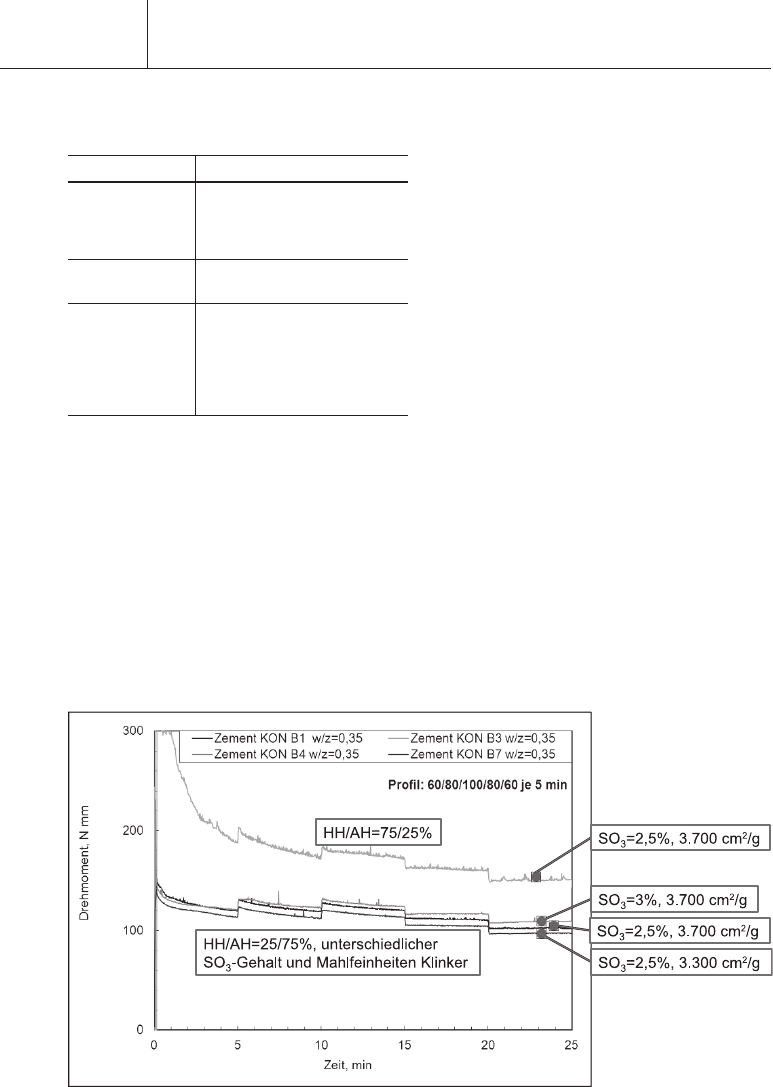 300
Zement KON B1 w/z=0,35
Zement KON B3 w/z=0,35
Zement KON B4 w/z=0,35
Zement KON B7 w/z=0,35
Profil: 60/80/100/80/60 je 5 min
HH/AH=75/25%
SO₃=2,5%, 3.700 cm²/g
200
Drehmoment, N mm
SO₃=3%, 3.700 cm²/g
SO₃=2,5%, 3.700 cm²/g
100
HH/AH=25/75%, unterschiedlicher
SO₃-Gehalt und Mahlfeinheiten Klinker
SO₃=2,5%, 3.300 cm²/g
0
0 5 10 15 20 25
Zeit, min